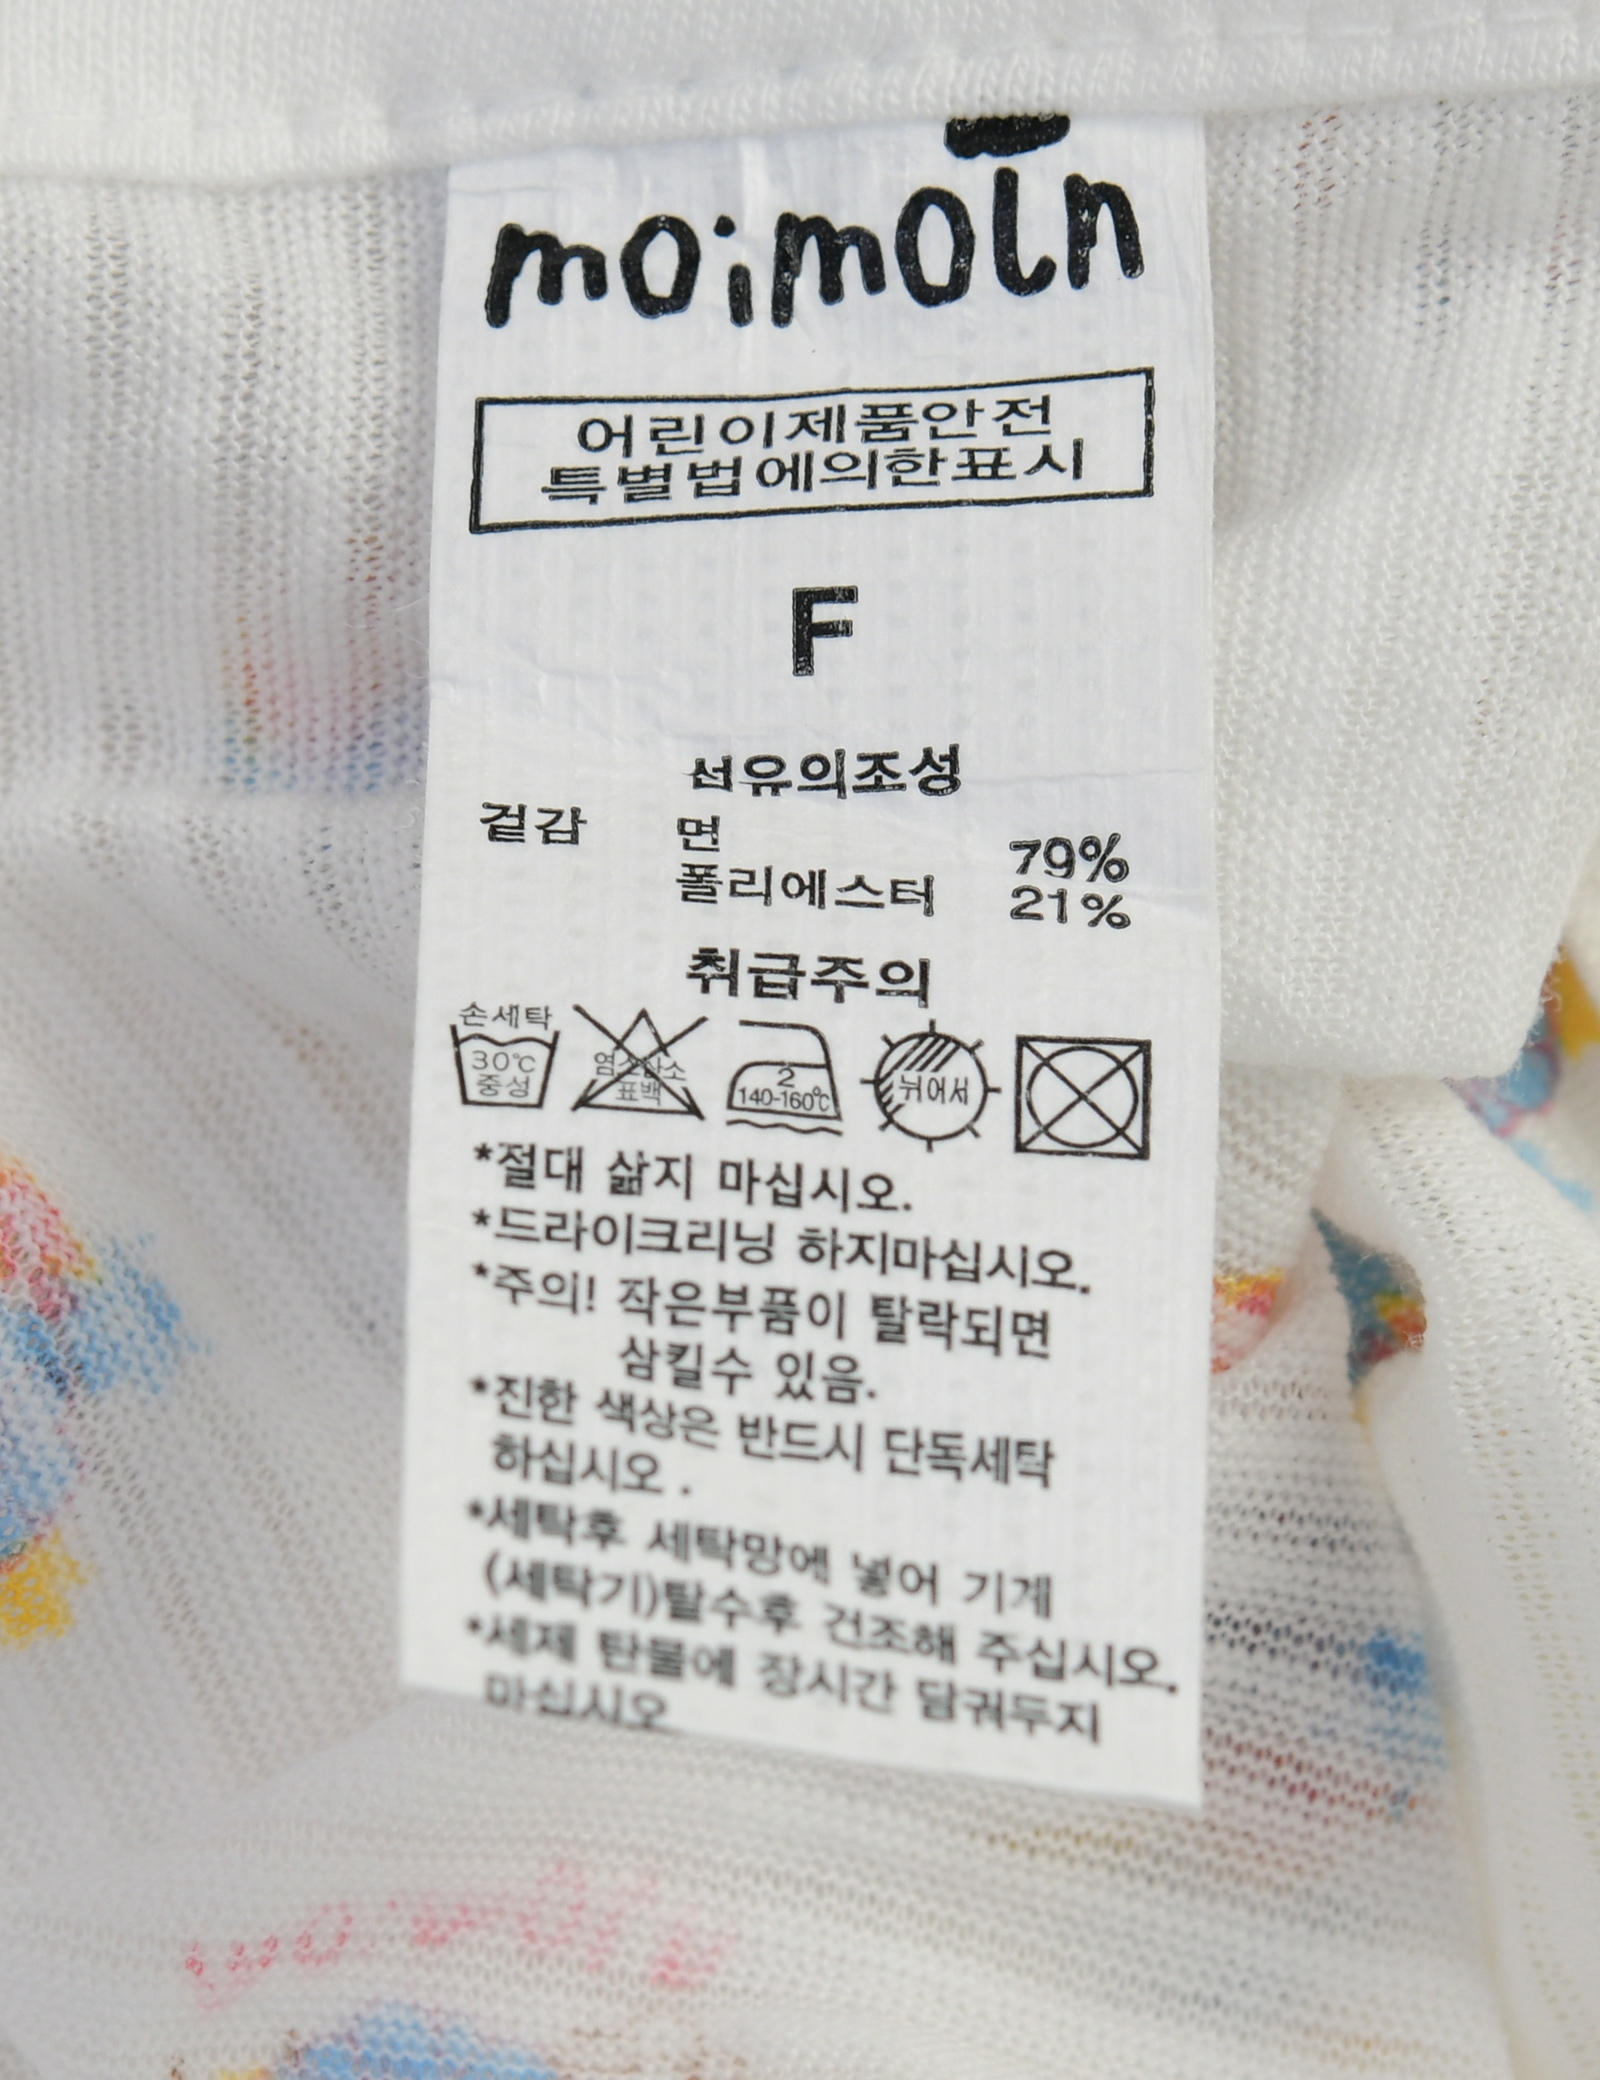 moimoln
어린이제품안전
특별법에의한표시
F
섬유의조성
겉감 면 79%
폴리에스터 21%
취급주의
손세탁
30℃
중성
염소산소
표백
2
140-160℃
뉘어서
*절대 삶지 마십시오.
*드라이크리닝 하지마십시오.
*주의! 작은부품이 탈락되면
삼킬수 있음.
*진한 색상은 반드시 단독세탁
하십시오 .
*세탁후 세탁망에 넣어 기계
(세탁기)탈수후 건조해 주십시오.
*세제 탄물에 장시간 담궈두지
마십시오